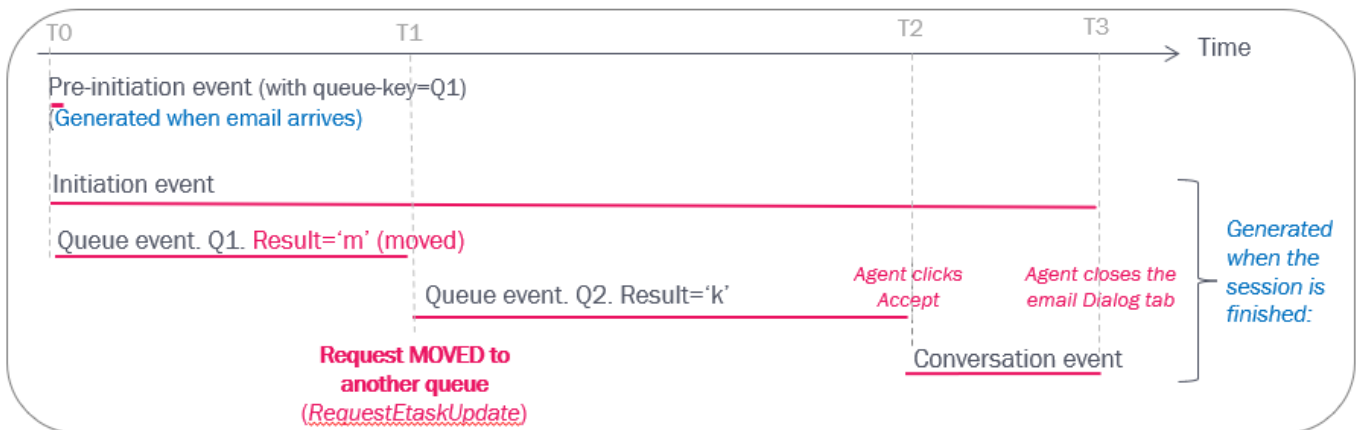 T0
T1
T2
T3
Time
Pre-initiation event (with queue-key=Q1)
(Generated when email arrives)
Initiation event
Queue event. Q1. Result=‘m’ (moved)
Queue event. Q2. Result=‘k’
Agent clicks
Accept
Agent closes the
email Dialog tab
Generated
when the
session is
finished:
Request MOVED to
another queue
(RequestEtaskUpdate)
Conversation event